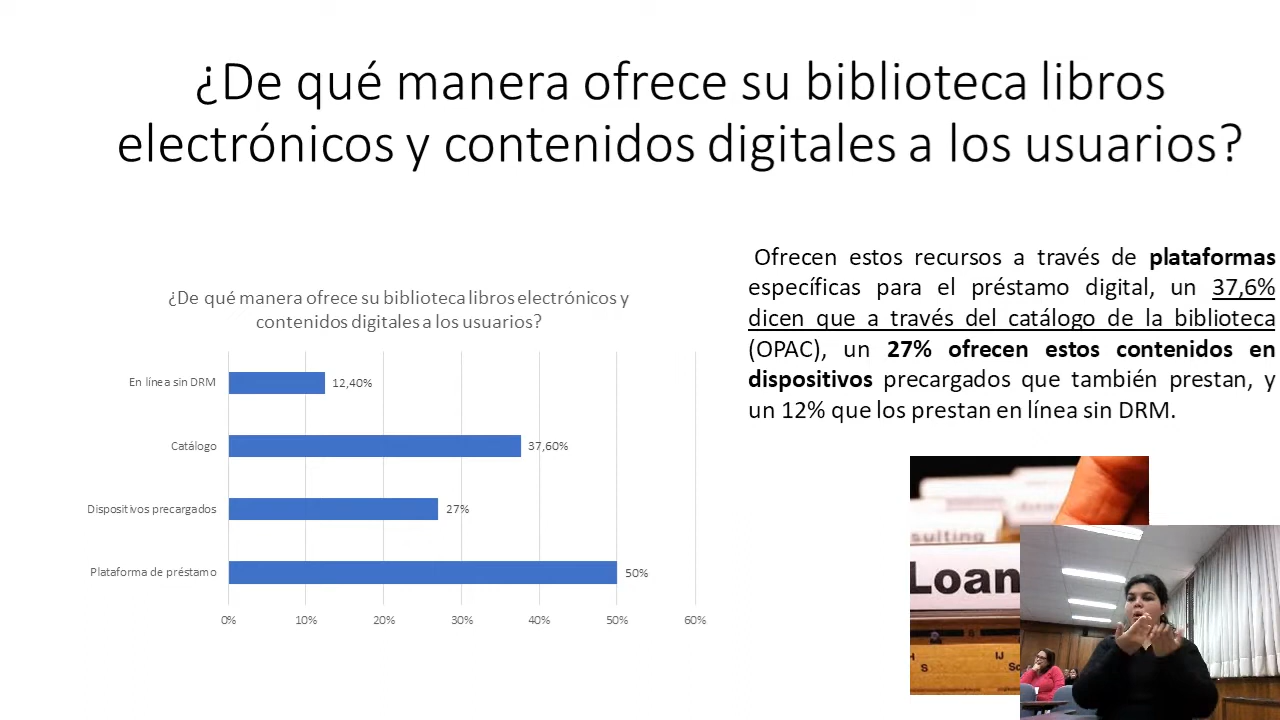 ¿De qué manera ofrece su biblioteca libros
electrónicos y contenidos digitales a los usuarios?
¿De qué manera ofrece su biblioteca libros electrónicos y
contenidos digitales a los usuarios?
En línea sin DRM
12,40%
Catálogo
37,60%
Dispositivos precargados
27%
Plataforma de préstamo
50%
0% 10% 20% 30% 40% 50% 60%
Ofrecen estos recursos a través de plataformas
específicas para el préstamo digital, un 37,6%
dicen que a través del catálogo de la biblioteca
(OPAC), un 27% ofrecen estos contenidos en
dispositivos precargados que también prestan, y
un 12% que los prestan en línea sin DRM.
sulting
Loan
H
S
IJ